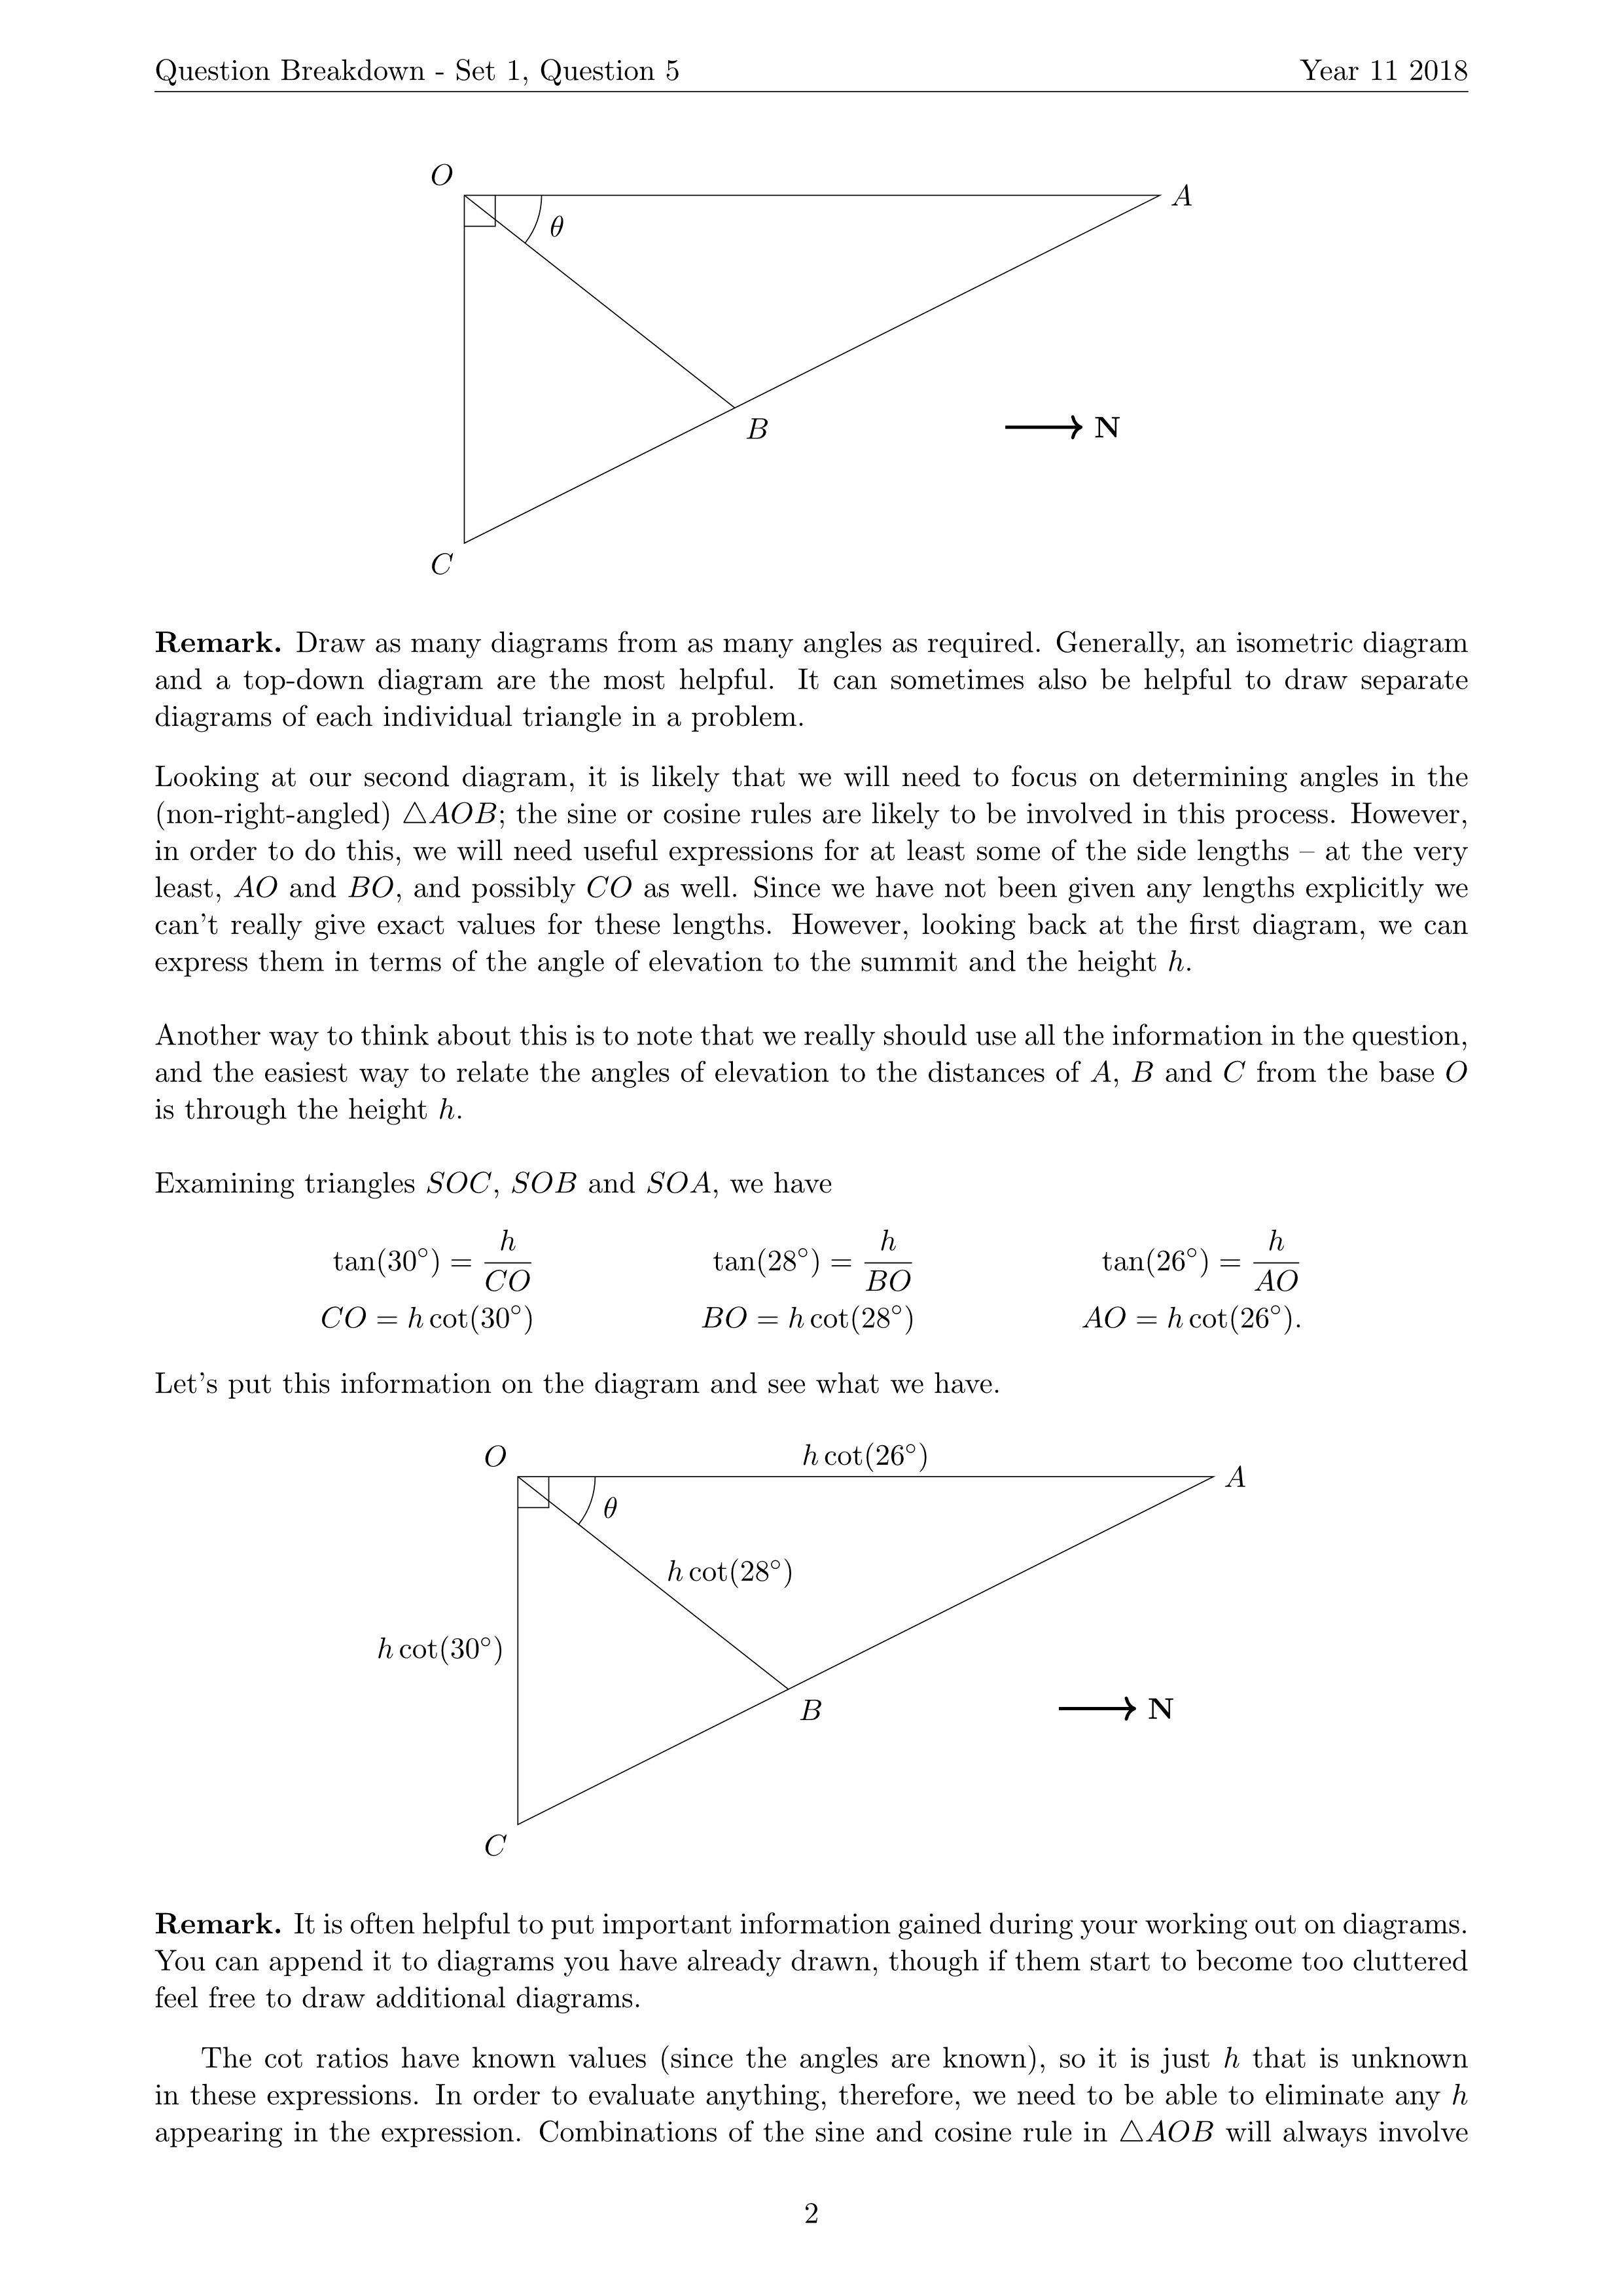 Question Breakdown - Set 1, Question 5 Year 11 2018
O
A
θ
B
N
C
Remark. Draw as many diagrams from as many angles as required. Generally, an isometric diagram
and a top-down diagram are the most helpful. It can sometimes also be helpful to draw separate
diagrams of each individual triangle in a problem.
Looking at our second diagram, it is likely that we will need to focus on determining angles in the
(non-right-angled) △AOB; the sine or cosine rules are likely to be involved in this process. However,
in order to do this, we will need useful expressions for at least some of the side lengths – at the very
least, AO and BO, and possibly CO as well. Since we have not been given any lengths explicitly we
can't really give exact values for these lengths. However, looking back at the first diagram, we can
express them in terms of the angle of elevation to the summit and the height h.
Another way to think about this is to note that we really should use all the information in the question,
and the easiest way to relate the angles of elevation to the distances of A, B and C from the base O
is through the height h.
Examining triangles SOC, SOB and SOA, we have
tan(30°) = h/CO tan(28°) = h/BO tan(26°) = h/AO
CO = h cot(30°) BO = h cot(28°) AO = h cot(26°).
Let's put this information on the diagram and see what we have.
O h cot(26°)
A
θ
h cot(28°)
h cot(30°)
B
N
C
Remark. It is often helpful to put important information gained during your working out on diagrams.
You can append it to diagrams you have already drawn, though if them start to become too cluttered
feel free to draw additional diagrams.
The cot ratios have known values (since the angles are known), so it is just h that is unknown
in these expressions. In order to evaluate anything, therefore, we need to be able to eliminate any h
appearing in the expression. Combinations of the sine and cosine rule in △AOB will always involve
2